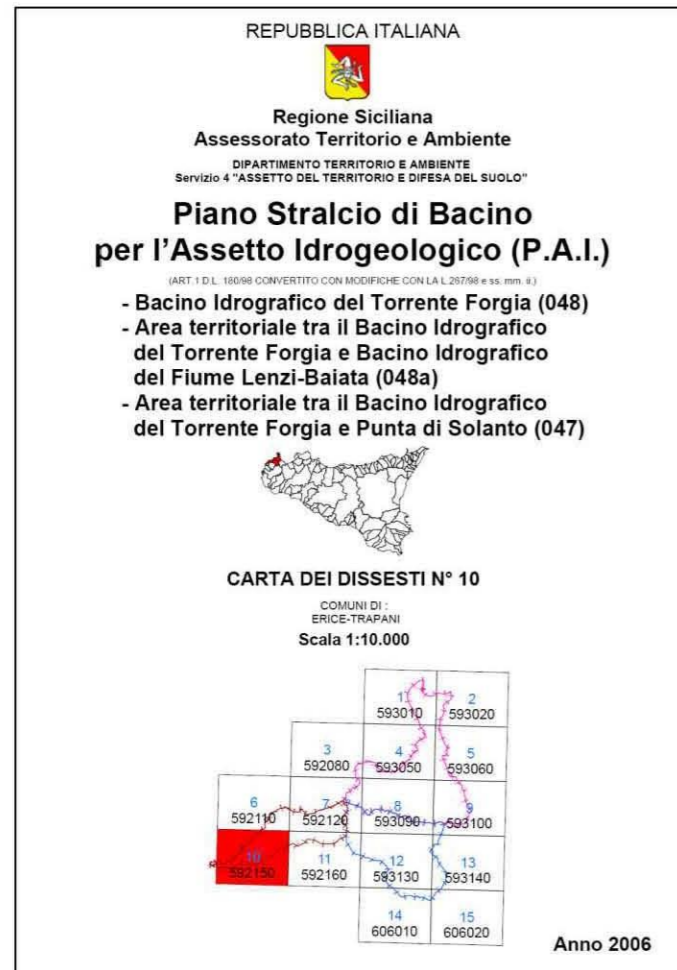 REPUBBLICA ITALIANA
Regione Siciliana
Assessorato Territorio e Ambiente
DIPARTIMENTO TERRITORIO E AMBIENTE
Servizio 4 "ASSETTO DEL TERRITORIO E DIFESA DEL SUOLO"
Piano Stralcio di Bacino
per l'Assetto Idrogeologico (P.A.I.)
(ART.1 D.L. 180/98 CONVERTITO CON MODIFICHE CON LA L.267/98 e ss. mm. ii.)
- Bacino Idrografico del Torrente Forgia (048)
- Area territoriale tra il Bacino Idrografico
del Torrente Forgia e Bacino Idrografico
del Fiume Lenzi-Baiata (048a)
- Area territoriale tra il Bacino Idrografico
del Torrente Forgia e Punta di Solanto (047)
CARTA DEI DISSESTI N° 10
COMUNI DI :
ERICE-TRAPANI
Scala 1:10.000
1 2
593010 593020
3 4 5
592080 593050 593060
6 7 8 9
592110 592120 593090 593100
10 11 12 13
592150 592160 593130 593140
14 15
606010 606020
Anno 2006